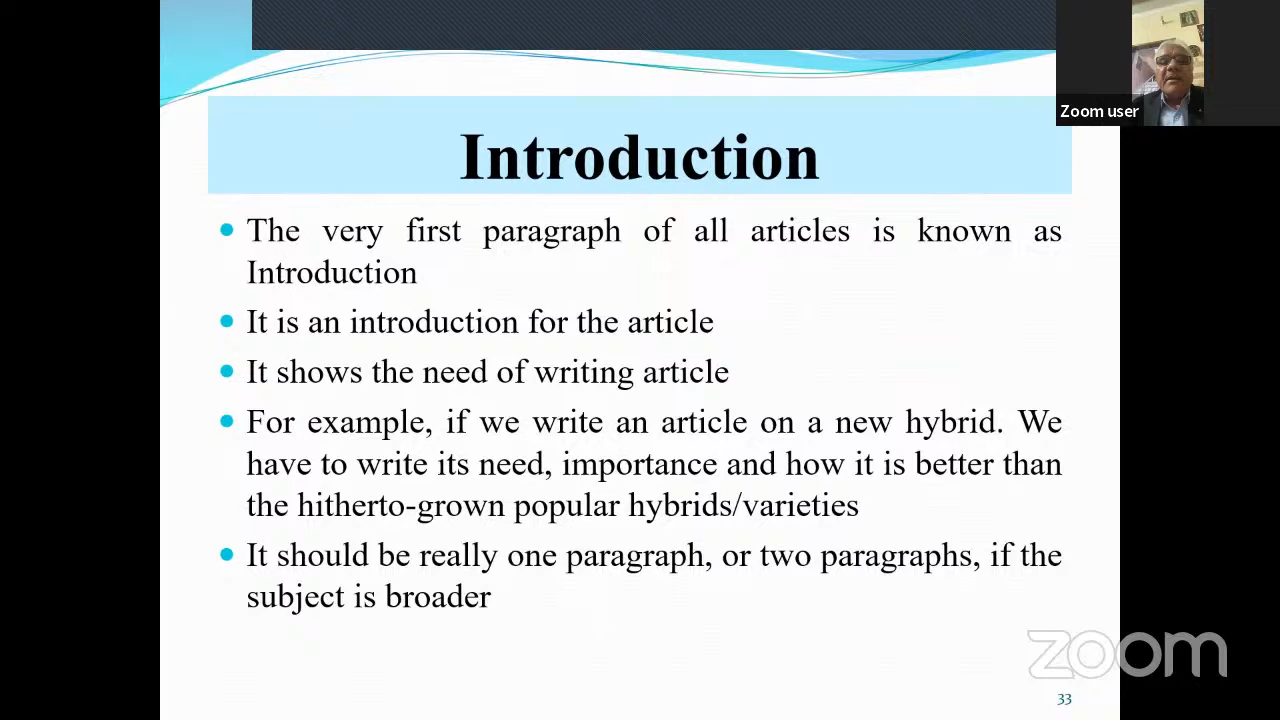 Zoom user
Introduction
The very first paragraph of all articles is known as
Introduction
It is an introduction for the article
It shows the need of writing article
For example, if we write an article on a new hybrid. We
have to write its need, importance and how it is better than
the hitherto-grown popular hybrids/varieties
It should be really one paragraph, or two paragraphs, if the
subject is broader
zoom
33